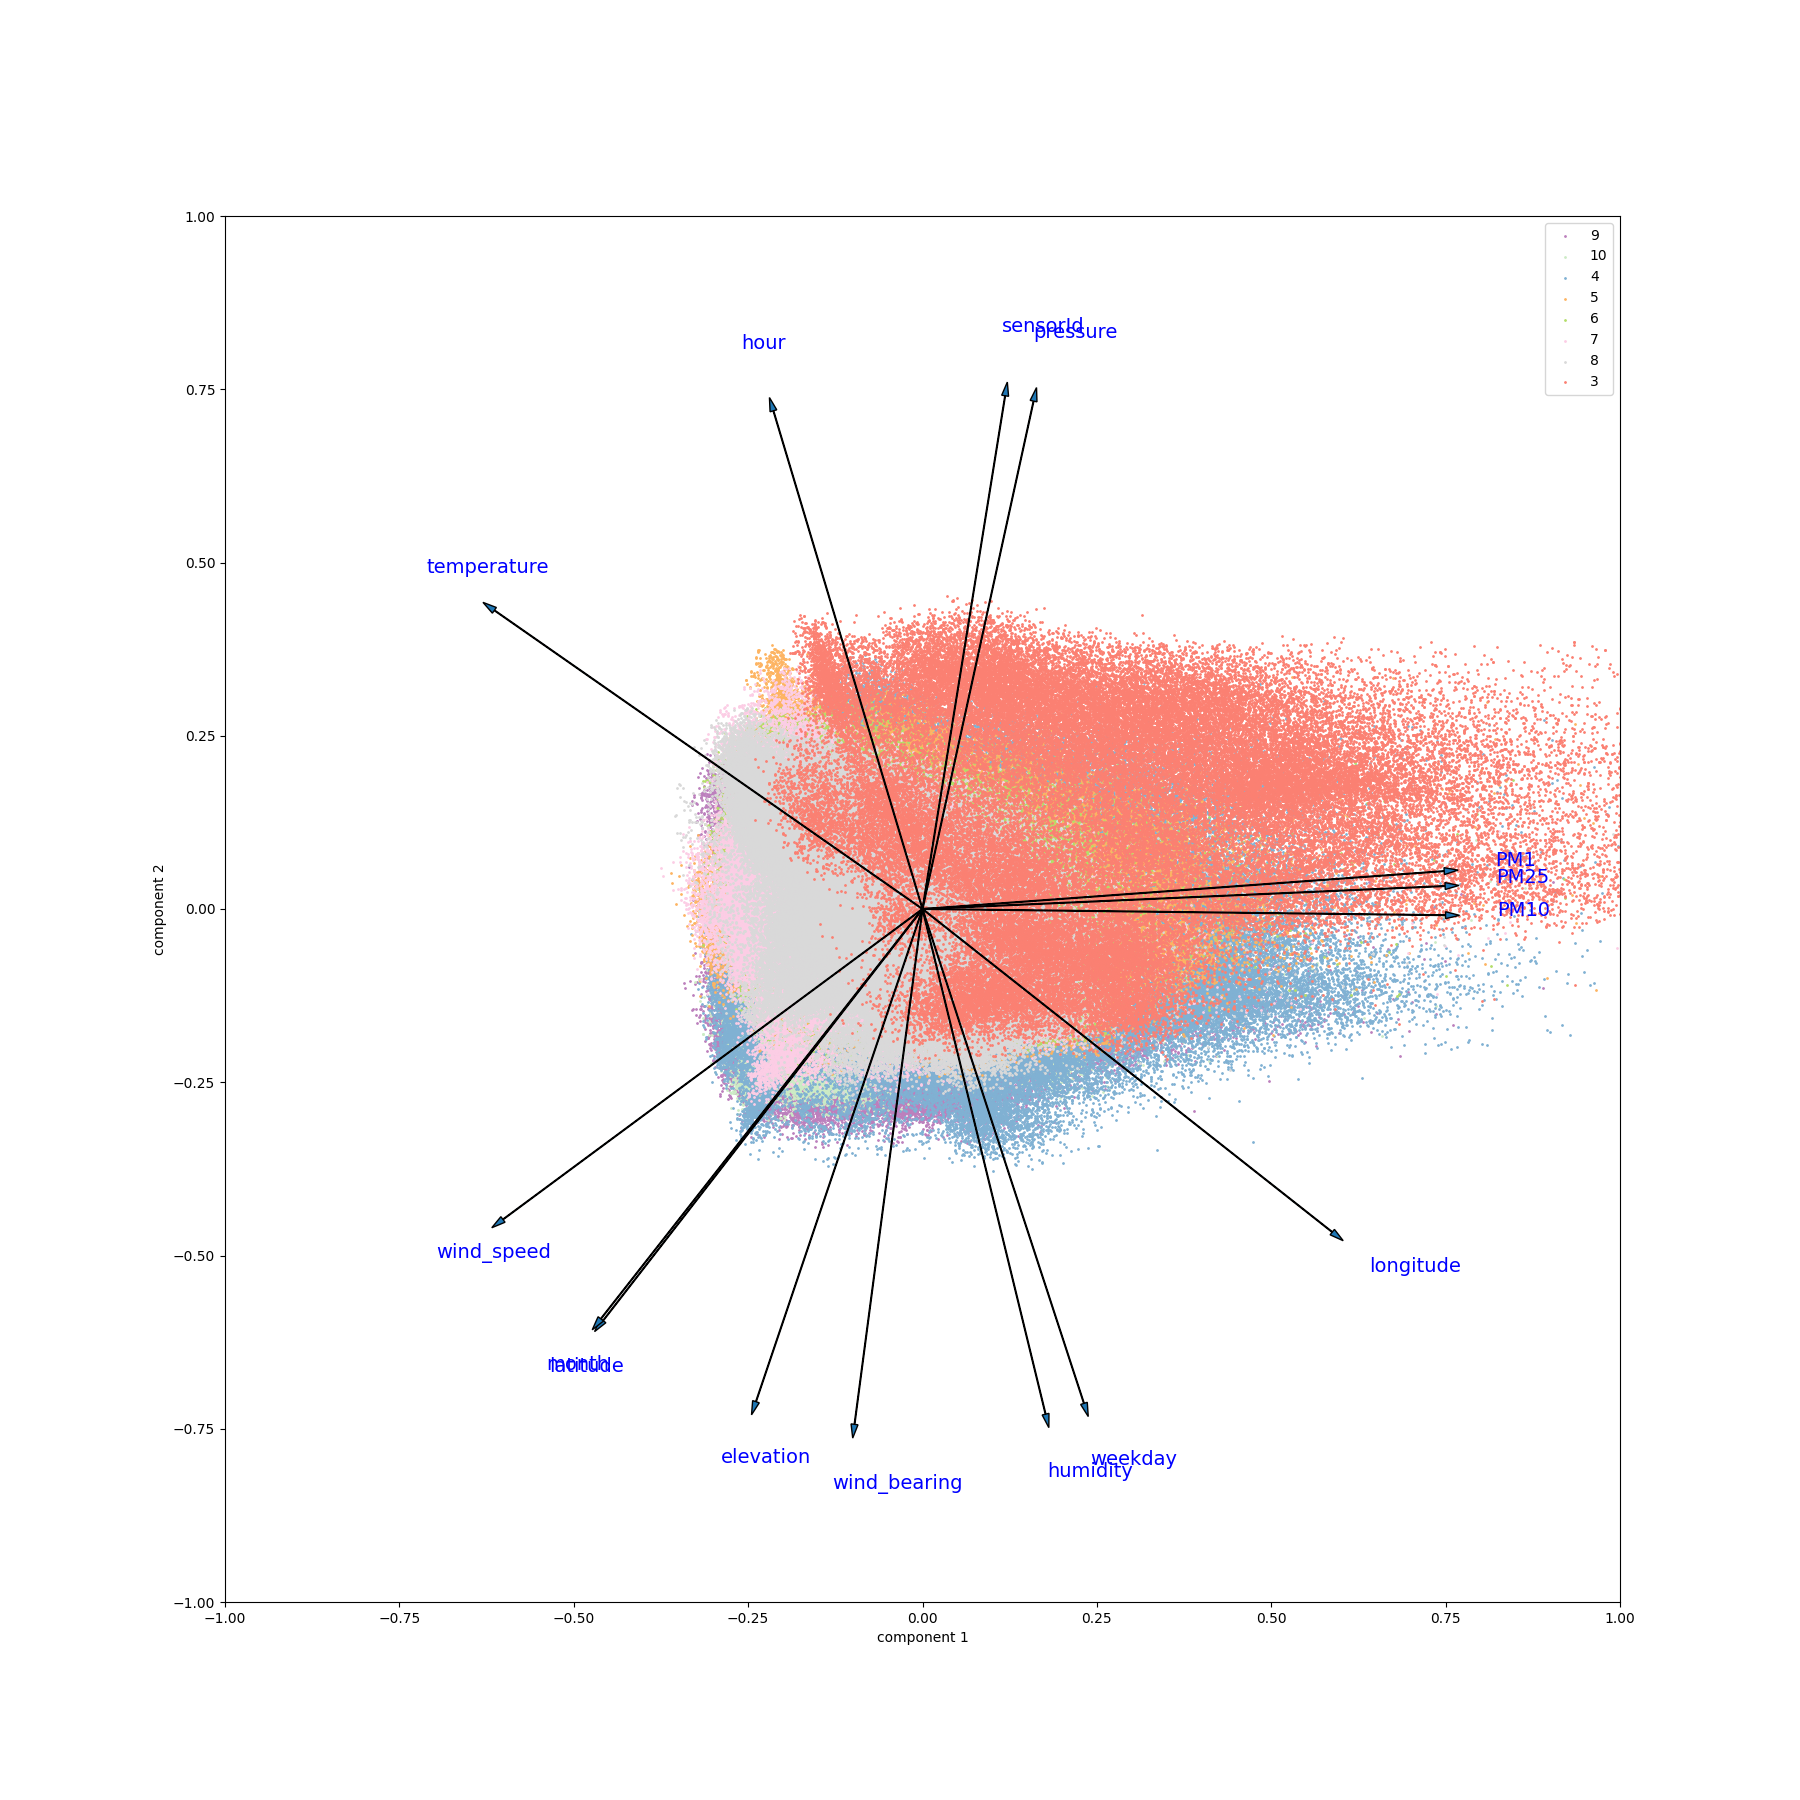 1.00
0.75
0.50
0.25
0.00
−0.25
−0.50
−0.75
−1.00
component 2
−1.00
−0.75
−0.50
−0.25
0.00
0.25
0.50
0.75
1.00
component 1
9
10
4
5
6
7
8
3
hour
sensorId
pressure
temperature
PM1
PM25
PM10
wind_speed
longitude
month
latitude
elevation
wind_bearing
weekday
humidity